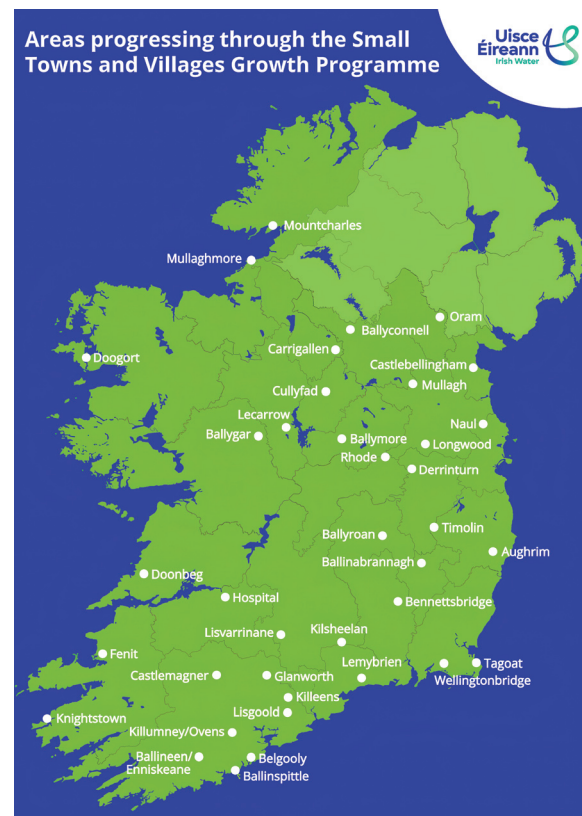 Areas progressing through the Small
Towns and Villages Growth Programme
Uisce
Éireann
Irish Water
Mountcharles
Mullaghmore
Oram
Ballyconnell
Carrigallen
Doogort
Castlebellingham
Mullagh
Cullyfad
Lecarrow
Naul
Ballygar
Ballymore
Longwood
Rhode
Derrinturn
Timolin
Ballyroan
Aughrim
Ballinabrannagh
Doonbeg
Hospital
Bennettsbridge
Lisvarrinane
Kilsheelan
Fenit
Lemybrien
Tagoat
Castlemagner
Glanworth
Wellingtonbridge
Killeens
Lisgoold
Knightstown
Killumney/Ovens
Ballineen/
Enniskeane
Belgooly
Ballinspittle